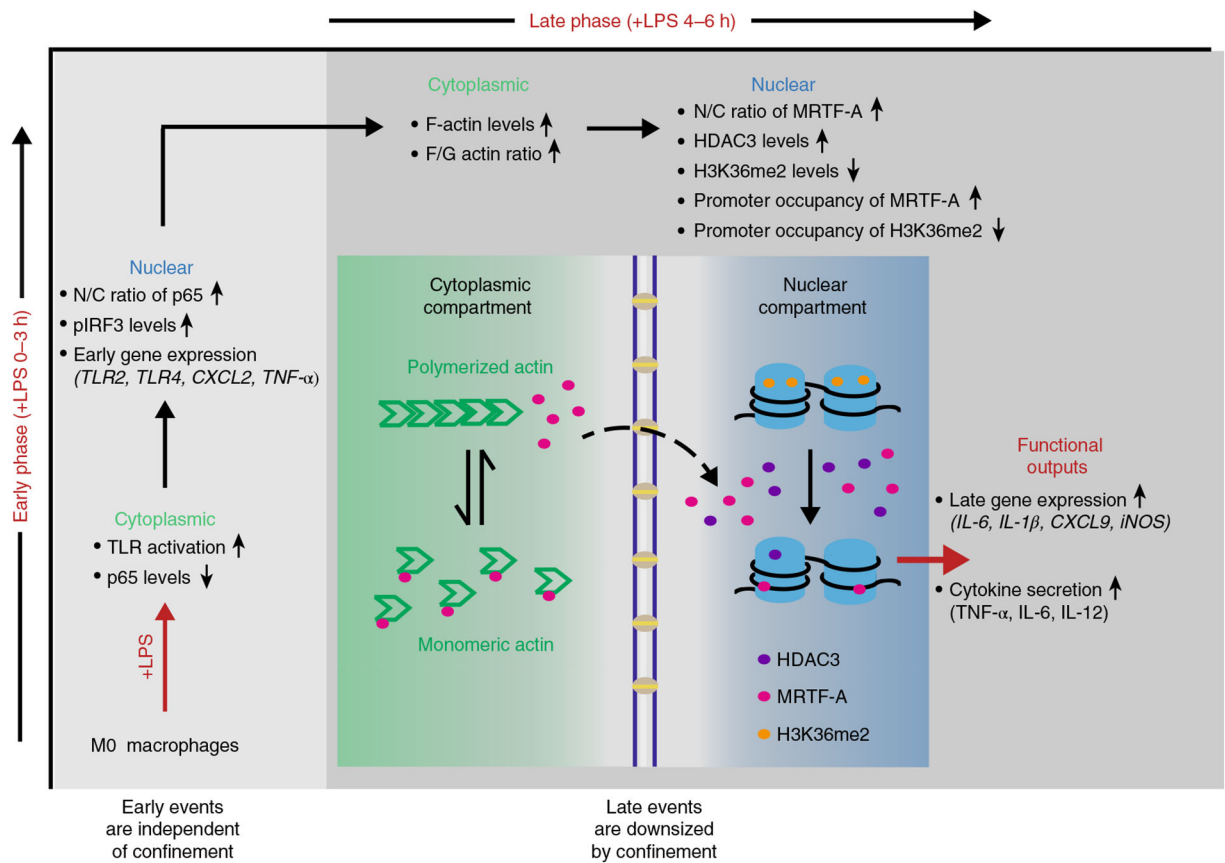 Late phase (+LPS 4–6 h)
Early phase (+LPS 0–3 h)
Cytoplasmic
• F-actin levels ↑
• F/G actin ratio ↑
Nuclear
• N/C ratio of MRTF-A ↑
• HDAC3 levels ↑
• H3K36me2 levels ↓
• Promoter occupancy of MRTF-A ↑
• Promoter occupancy of H3K36me2 ↓
Nuclear
• N/C ratio of p65 ↑
• pIRF3 levels ↑
• Early gene expression
(TLR2, TLR4, CXCL2, TNF-α)
Cytoplasmic
• TLR activation ↑
• p65 levels ↓
+LPS
M0 macrophages
Cytoplasmic
compartment
Polymerized actin
Monomeric actin
Nuclear
compartment
HDAC3
MRTF-A
H3K36me2
Functional
outputs
• Late gene expression ↑
(IL-6, IL-1β, CXCL9, iNOS)
• Cytokine secretion ↑
(TNF-α, IL-6, IL-12)
Early events
are independent
of confinement
Late events
are downsized
by confinement